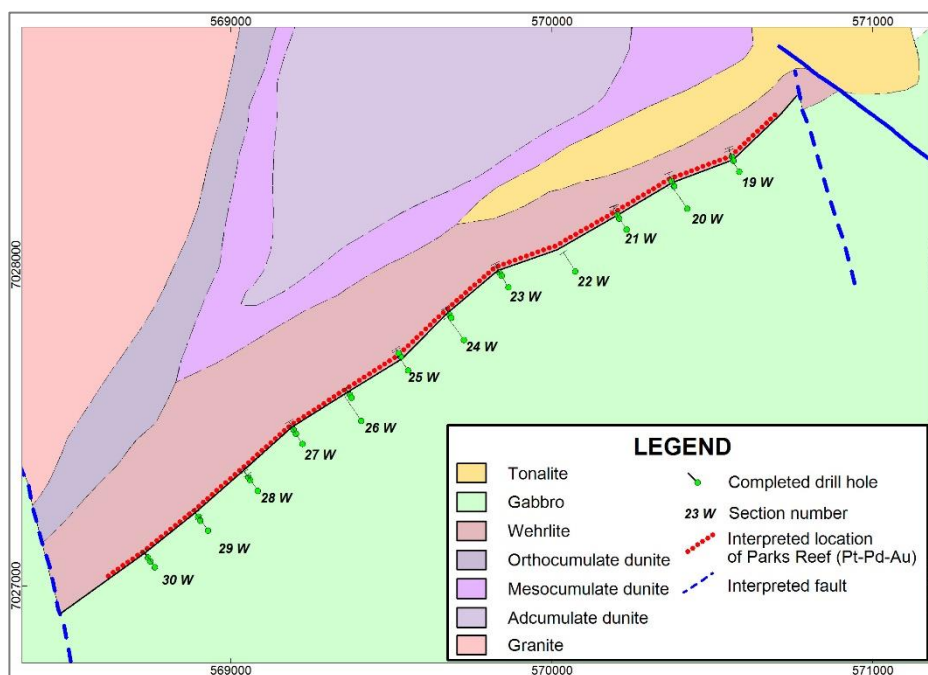 569000
570000
571000
7028000
7027000
19 W
20 W
21 W
22 W
23 W
24 W
25 W
26 W
27 W
28 W
29 W
30 W
LEGEND
Tonalite
Gabbro
Wehrlite
Orthocumulate dunite
Mesocumulate dunite
Adcumulate dunite
Granite
Completed drill hole
23 W Section number
Interpreted location
of Parks Reef (Pt-Pd-Au)
Interpreted fault
569000
570000
571000